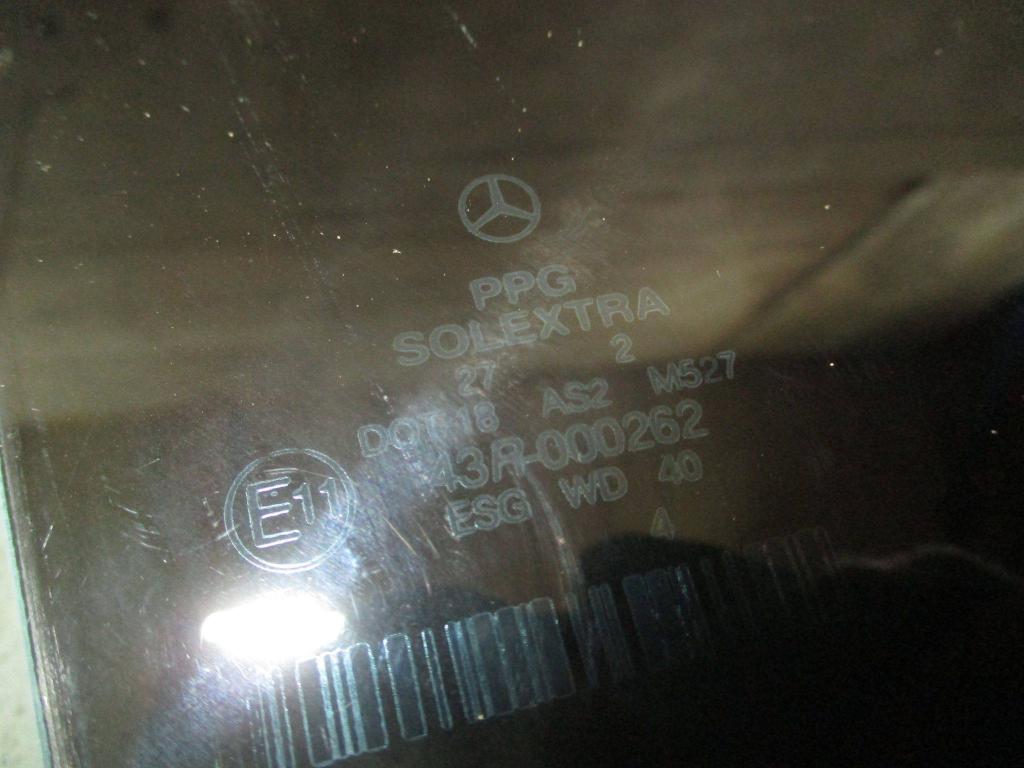 PPG
SOLEXTRA
27 2
DOT 18 AS2 M527
E11 43R-000262
ESG WD 40
4